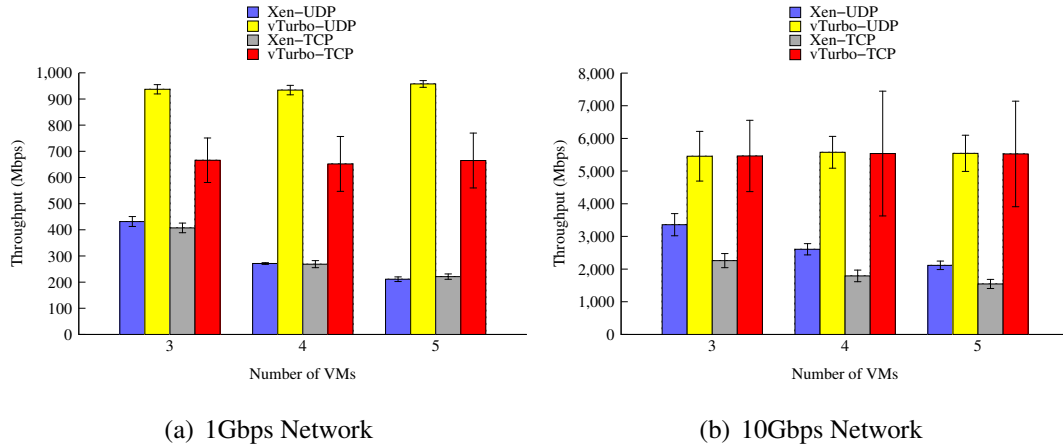 Xen−UDP
vTurbo−UDP
Xen−TCP
vTurbo−TCP
1,000
900
800
700
600
500
400
300
200
100
0
Throughput (Mbps)
3
4
5
Number of VMs
(a) 1Gbps Network
Xen−UDP
vTurbo−UDP
Xen−TCP
vTurbo−TCP
8,000
7,000
6,000
5,000
4,000
3,000
2,000
1,000
0
Throughput (Mbps)
3
4
5
Number of VMs
(b) 10Gbps Network